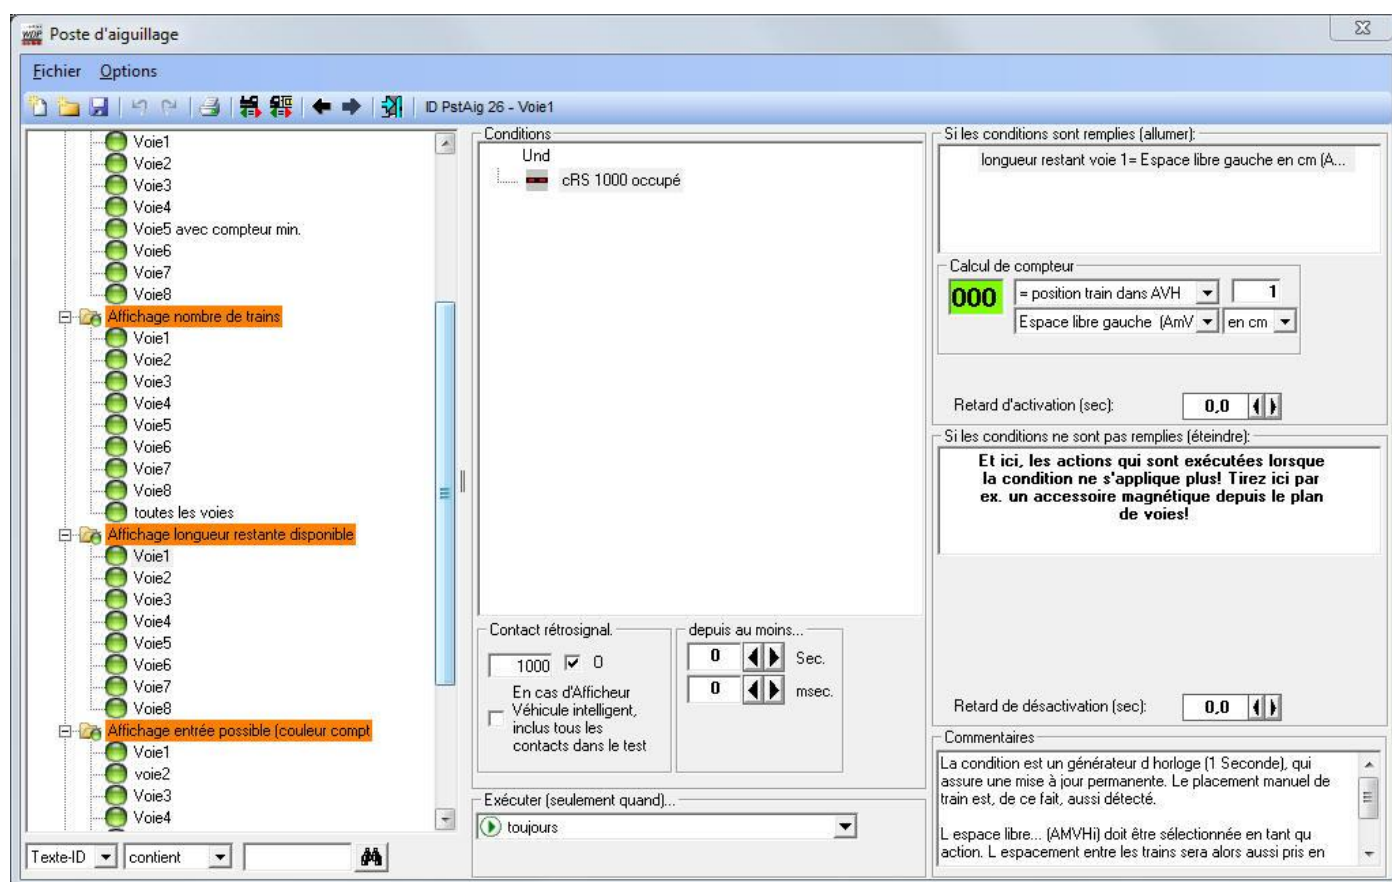 Poste d'aiguillage
Fichier Options
ID PstAig 26 - Voie1
Voie1
Voie2
Voie3
Voie4
Voie5 avec compteur min.
Voie6
Voie7
Voie8
Affichage nombre de trains
Voie1
Voie2
Voie3
Voie4
Voie5
Voie6
Voie7
Voie8
toutes les voies
Affichage longueur restante disponible
Voie1
Voie2
Voie3
Voie4
Voie5
Voie6
Voie7
Voie8
Affichage entrée possible (couleur compt
Voie1
voie2
Voie3
Voie4
Texte-ID contient
Conditions
Und
cRS 1000 occupé
Contact rétrosignal.
1000 O
En cas d'Afficheur
Véhicule intelligent,
inclus tous les
contacts dans le test
depuis au moins...
0 Sec.
0 msec.
Exécuter (seulement quand)...
toujours
Si les conditions sont remplies (allumer):
longueur restant voie 1= Espace libre gauche en cm (A...
Calcul de compteur
000 = position train dans AVH 1
Espace libre gauche (AmV en cm
Retard d'activation (sec): 0,0
Si les conditions ne sont pas remplies (éteindre):
Et ici, les actions qui sont exécutées lorsque
la condition ne s'applique plus! Tirez ici par
ex. un accessoire magnétique depuis le plan
de voies!
Retard de désactivation (sec): 0,0
Commentaires
La condition est un générateur d horloge (1 Seconde), qui
assure une mise à jour permanente. Le placement manuel de
train est, de ce fait, aussi détecté.
L espace libre... (AMVHi) doit être sélectionnée en tant qu
action. L espacement entre les trains sera alors aussi pris en